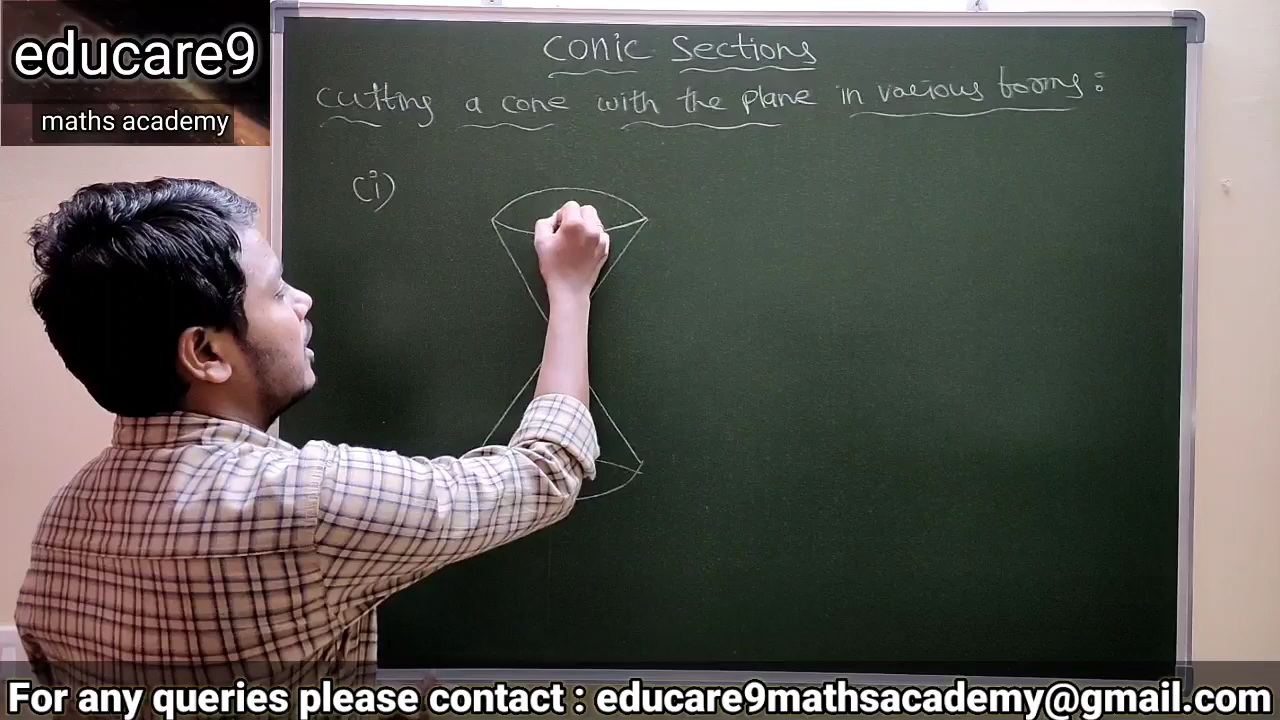 educare9
maths academy
Conic Sections
Cutting a cone with the plane in various forms:
(i)
For any queries please contact : educare9mathsacademy@gmail.com